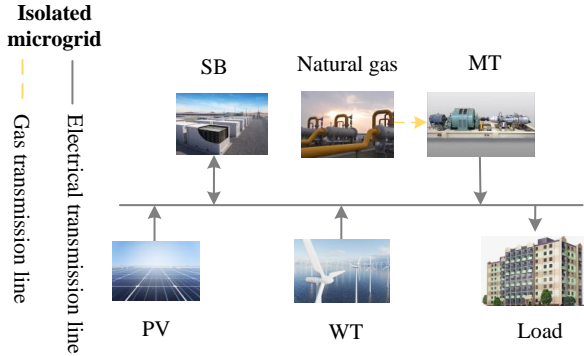 Isolated
microgrid
Gas transmission line
Electrical transmission line
SB
Natural gas
MT
PV
WT
Load